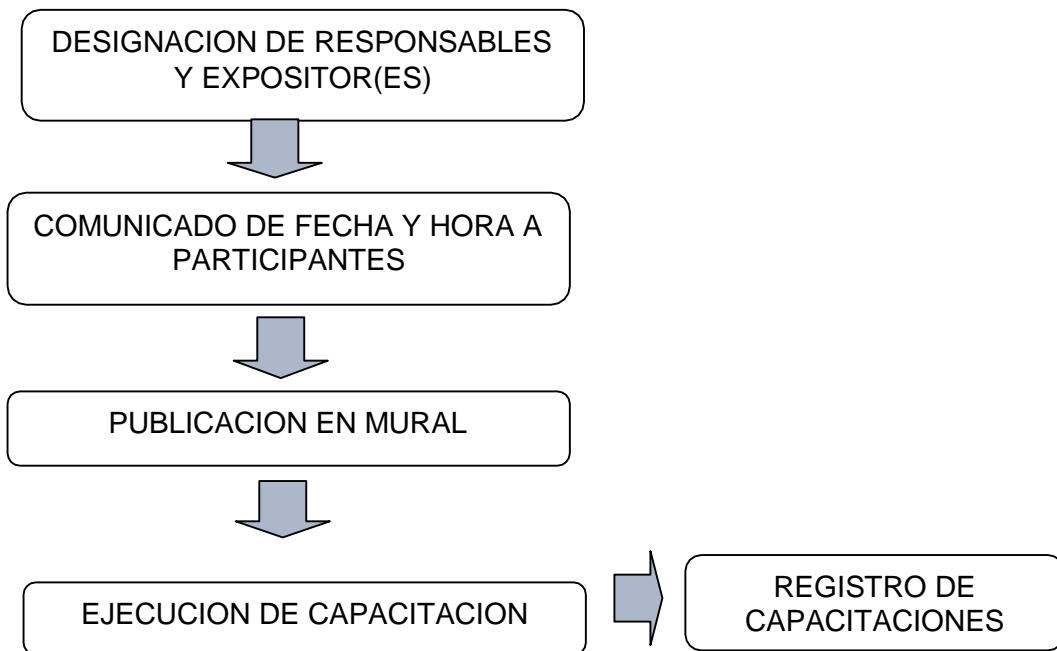 DESIGNACION DE RESPONSABLES
Y EXPOSITOR(ES)
COMUNICADO DE FECHA Y HORA A
PARTICIPANTES
PUBLICACION EN MURAL
EJECUCION DE CAPACITACION
REGISTRO DE
CAPACITACIONES